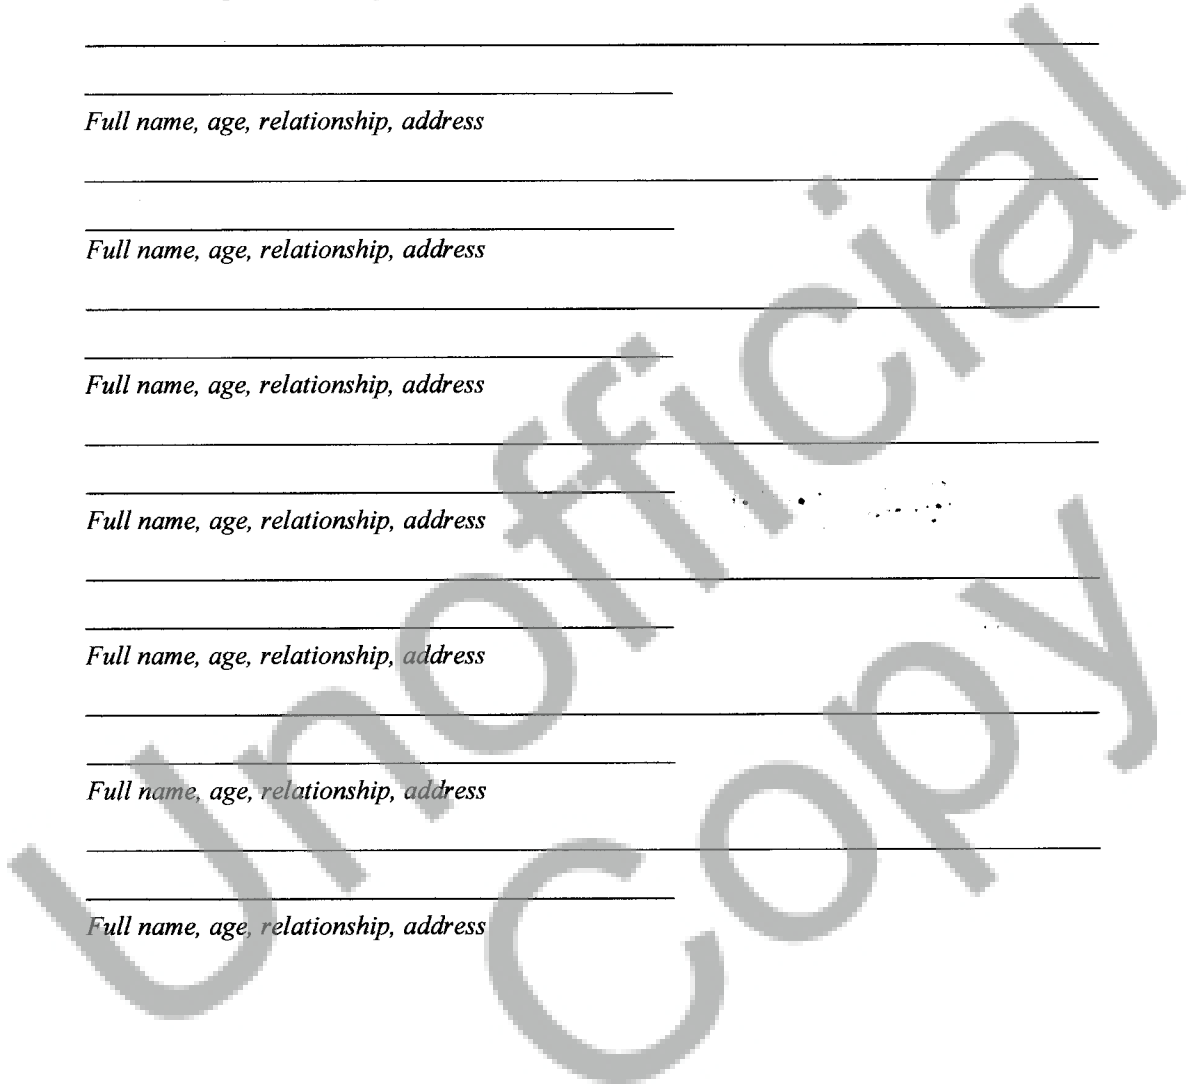 Full name, age, relationship, address
Full name, age, relationship, address
Full name, age, relationship, address
Full name, age, relationship, address
Full name, age, relationship, address
Full name, age, relationship, address
Full name, age, relationship, address
Unofficial
Copy